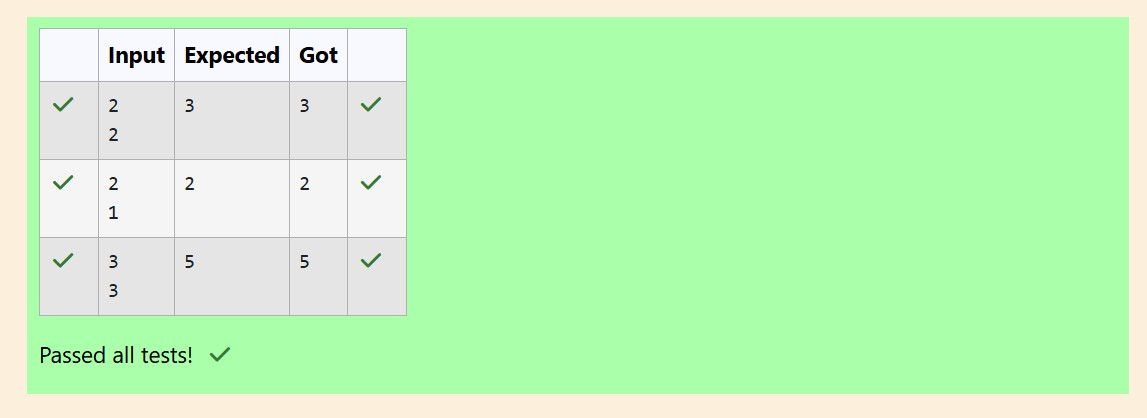 Input Expected Got
2 3 3
2
2 2 2
1
3 5 5
3
Passed all tests!